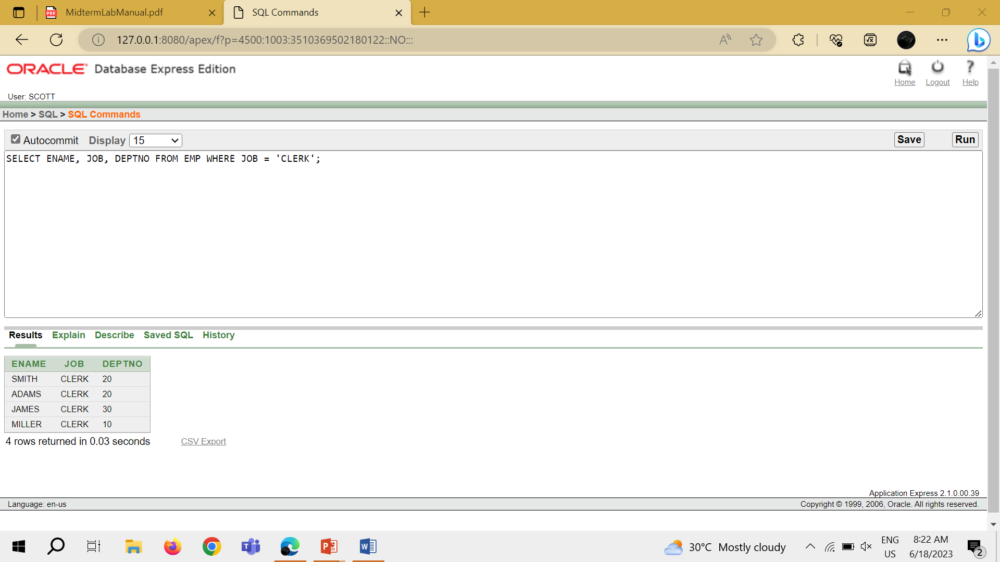 MidtermLabManual.pdf
SQL Commands
127.0.0.1:8080/apex/f?p=4500:1003:3510369502180122::NO:::
ORACLE Database Express Edition
Home
Logout
Help
User: SCOTT
Home > SQL > SQL Commands
Autocommit Display 15
Save
Run
SELECT ENAME, JOB, DEPTNO FROM EMP WHERE JOB = 'CLERK';
Results Explain Describe Saved SQL History
ENAME JOB DEPTNO
SMITH CLERK 20
ADAMS CLERK 20
JAMES CLERK 30
MILLER CLERK 10
4 rows returned in 0.03 seconds
CSV Export
Application Express 2.1.0.00.39
Language: en-us
Copyright © 1999, 2006, Oracle. All rights reserved.
30°C Mostly cloudy
ENG
US
8:22 AM
6/18/2023
2